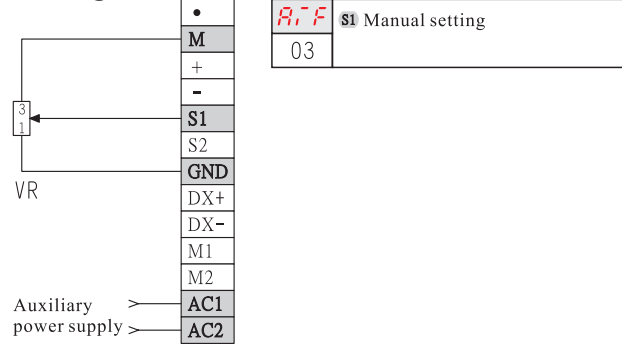 •
M
+
-
S1
S2
GND
DX+
DX-
M1
M2
AC1
AC2
3
1
VR
Auxiliary
power supply
S1 Manual setting
03